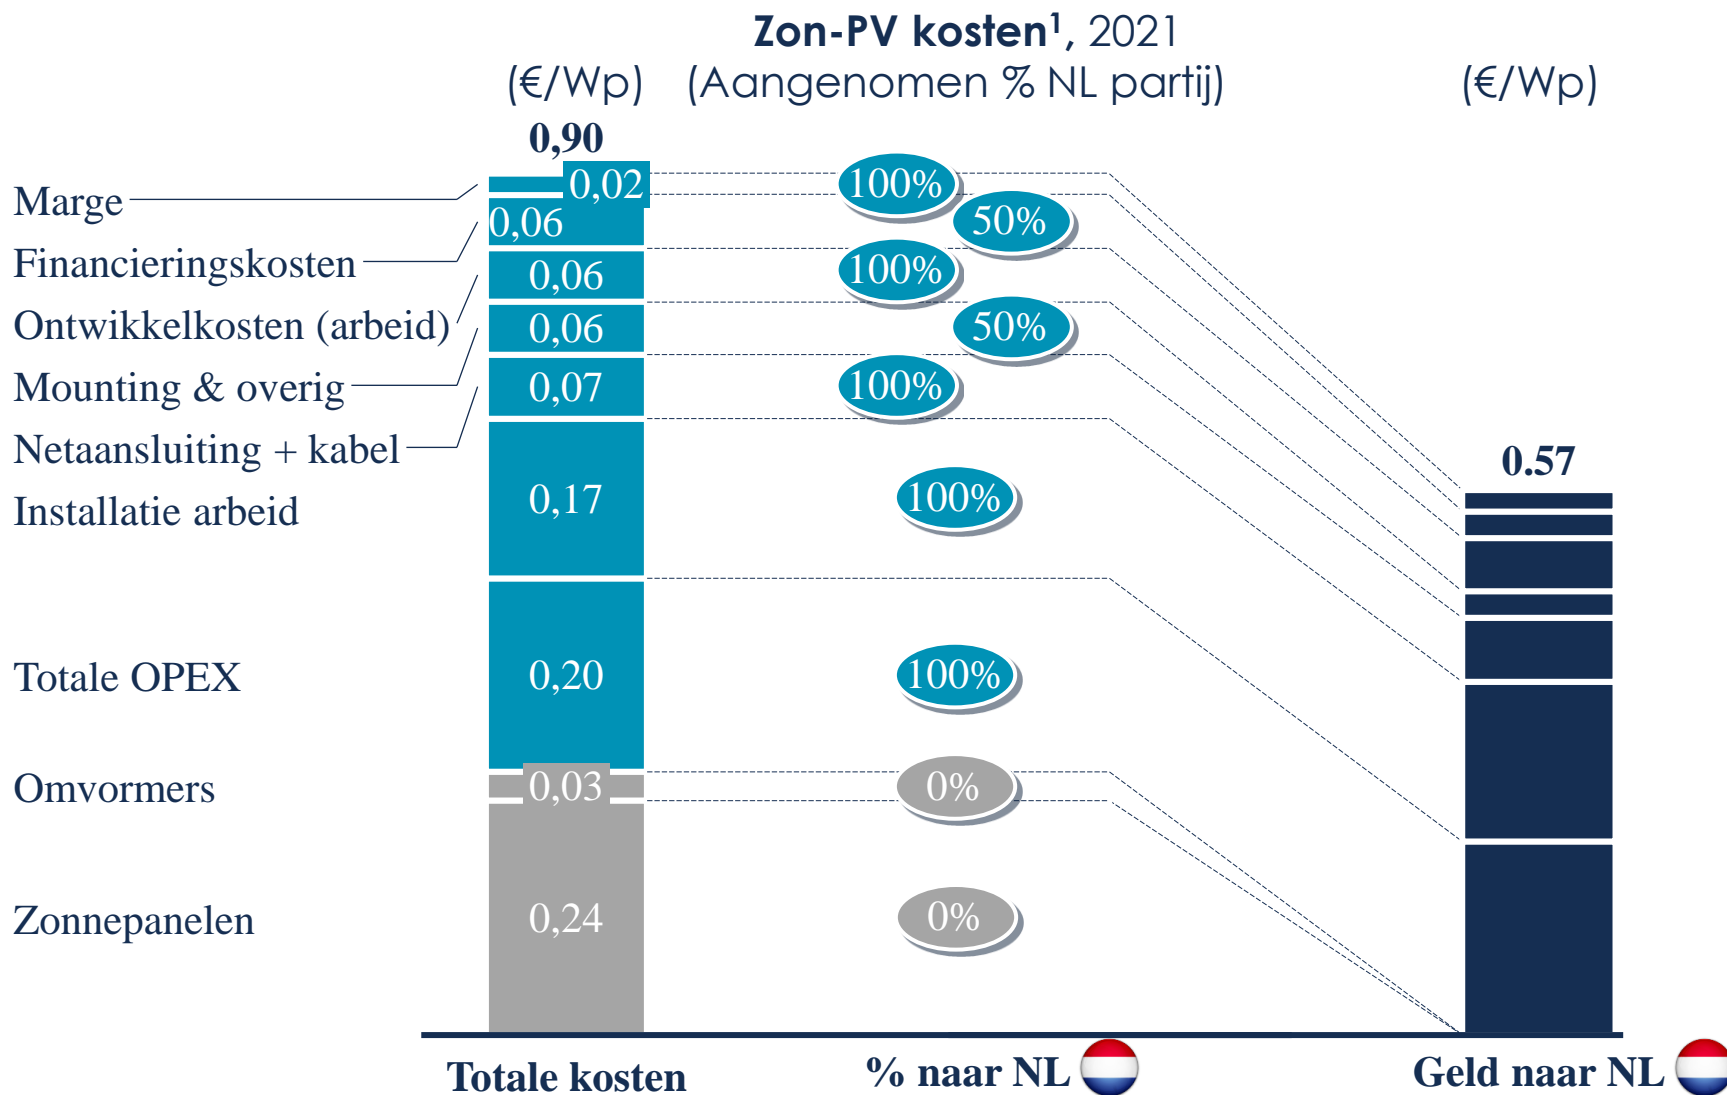 Zon-PV kosten¹, 2021
(€/Wp) (Aangenomen % NL partij) (€/Wp)
0,90
Marge 0,02 100%
Financieringskosten 0,06 50%
Ontwikkelkosten (arbeid) 0,06 100%
Mounting & overig 0,06 50%
Netaansluiting + kabel 0,07 100%
0.57
Installatie arbeid 0,17 100%
Totale OPEX 0,20 100%
Omvormers 0,03 0%
Zonnepanelen 0,24 0%
Totale kosten % naar NL Geld naar NL